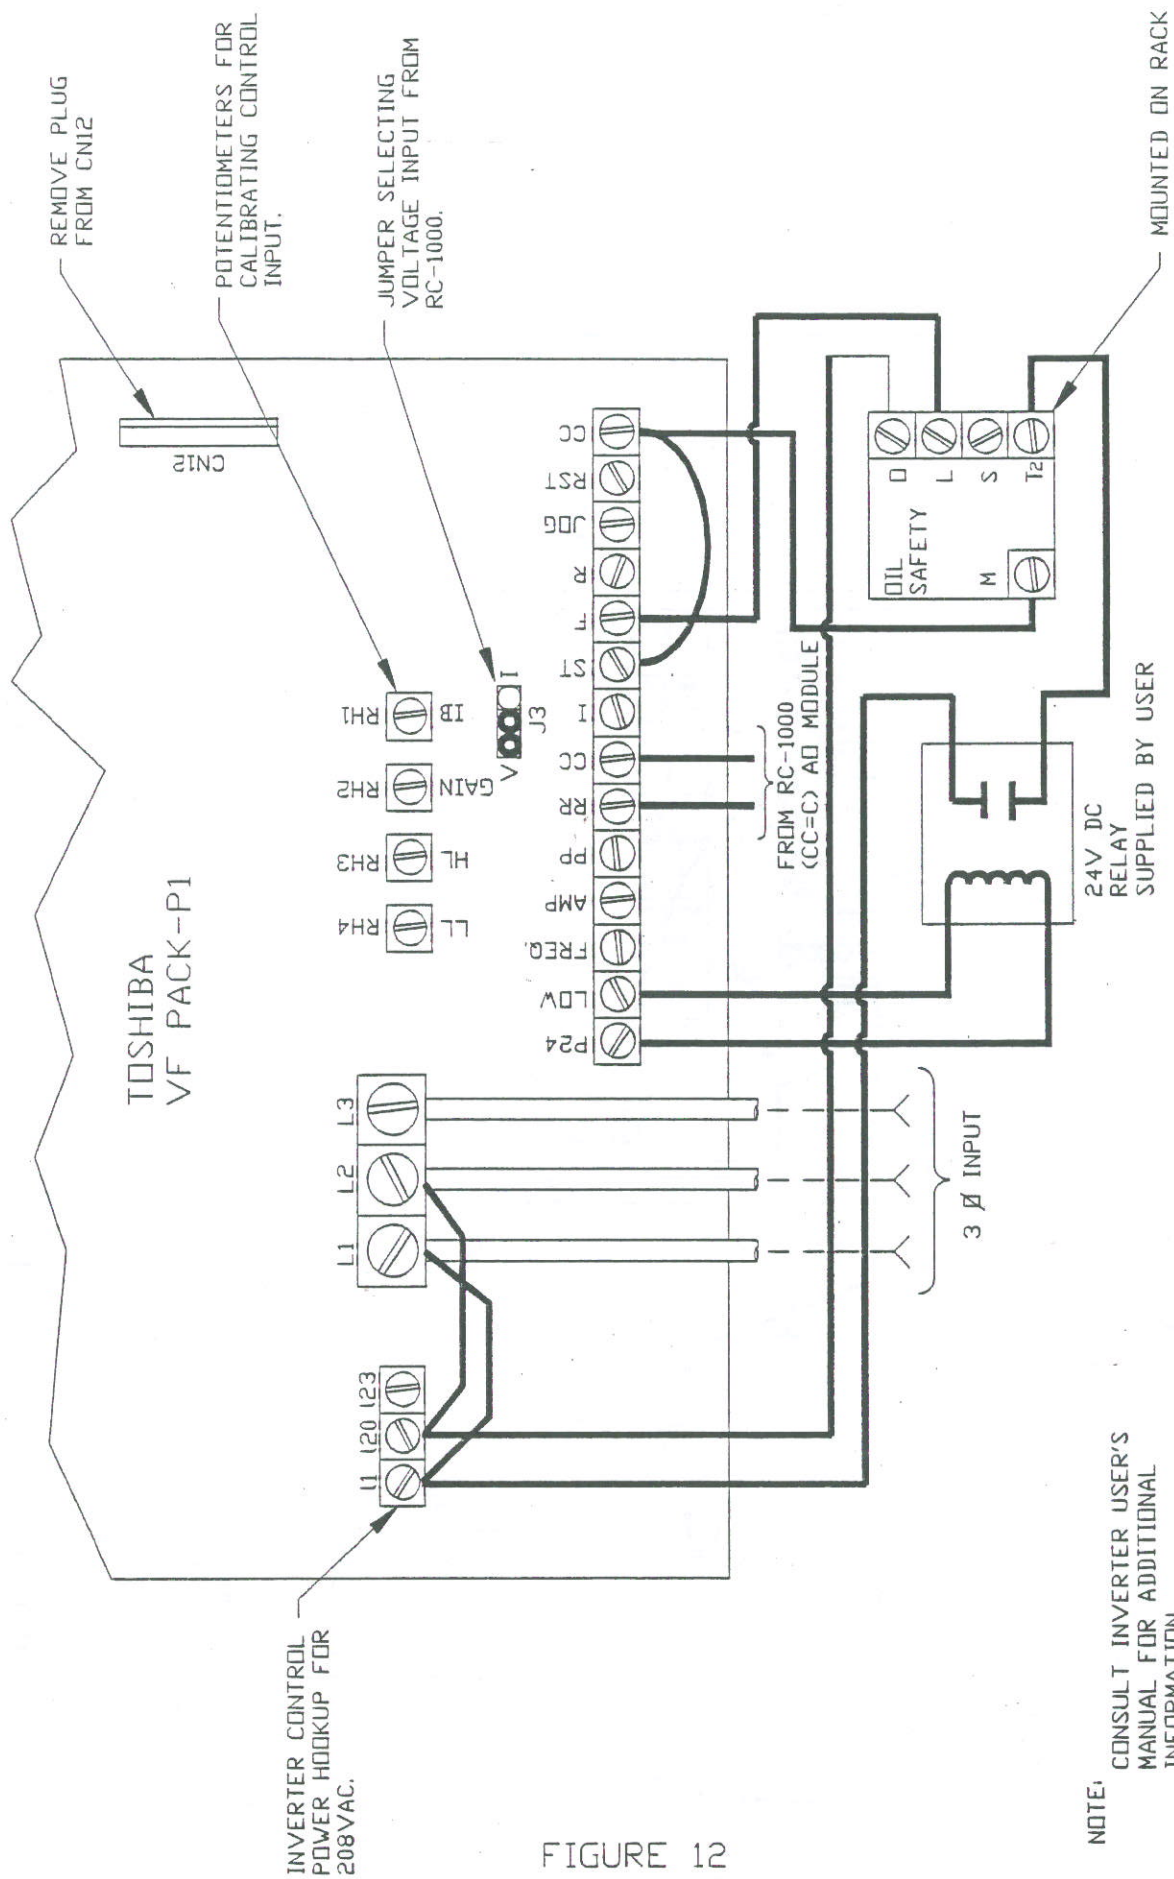 REMOVE PLUG
FROM CN12
POTENTIOMETERS FOR
CALIBRATING CONTROL
INPUT.
JUMPER SELECTING
VOLTAGE INPUT FROM
RC-1000.
TOSHIBA
VF PACK-P1
CN12
RH4 RH3 RH2 RH1
LL HL GAIN IB
V I
J3
INVERTER CONTROL
POWER HOOKUP FOR
208VAC.
l1 l20 l23
L1 L2 L3
P24 LOW FREQ. AMP PP RR CC I ST F R JOG RST CC
3 Ø INPUT
FROM RC-1000
(CC=C) AO MODULE
OIL
SAFETY
O
L
S
T2
M
24V DC
RELAY
SUPPLIED BY USER
MOUNTED ON RACK
NOTE:
CONSULT INVERTER USER'S
MANUAL FOR ADDITIONAL
INFORMATION
FIGURE 12